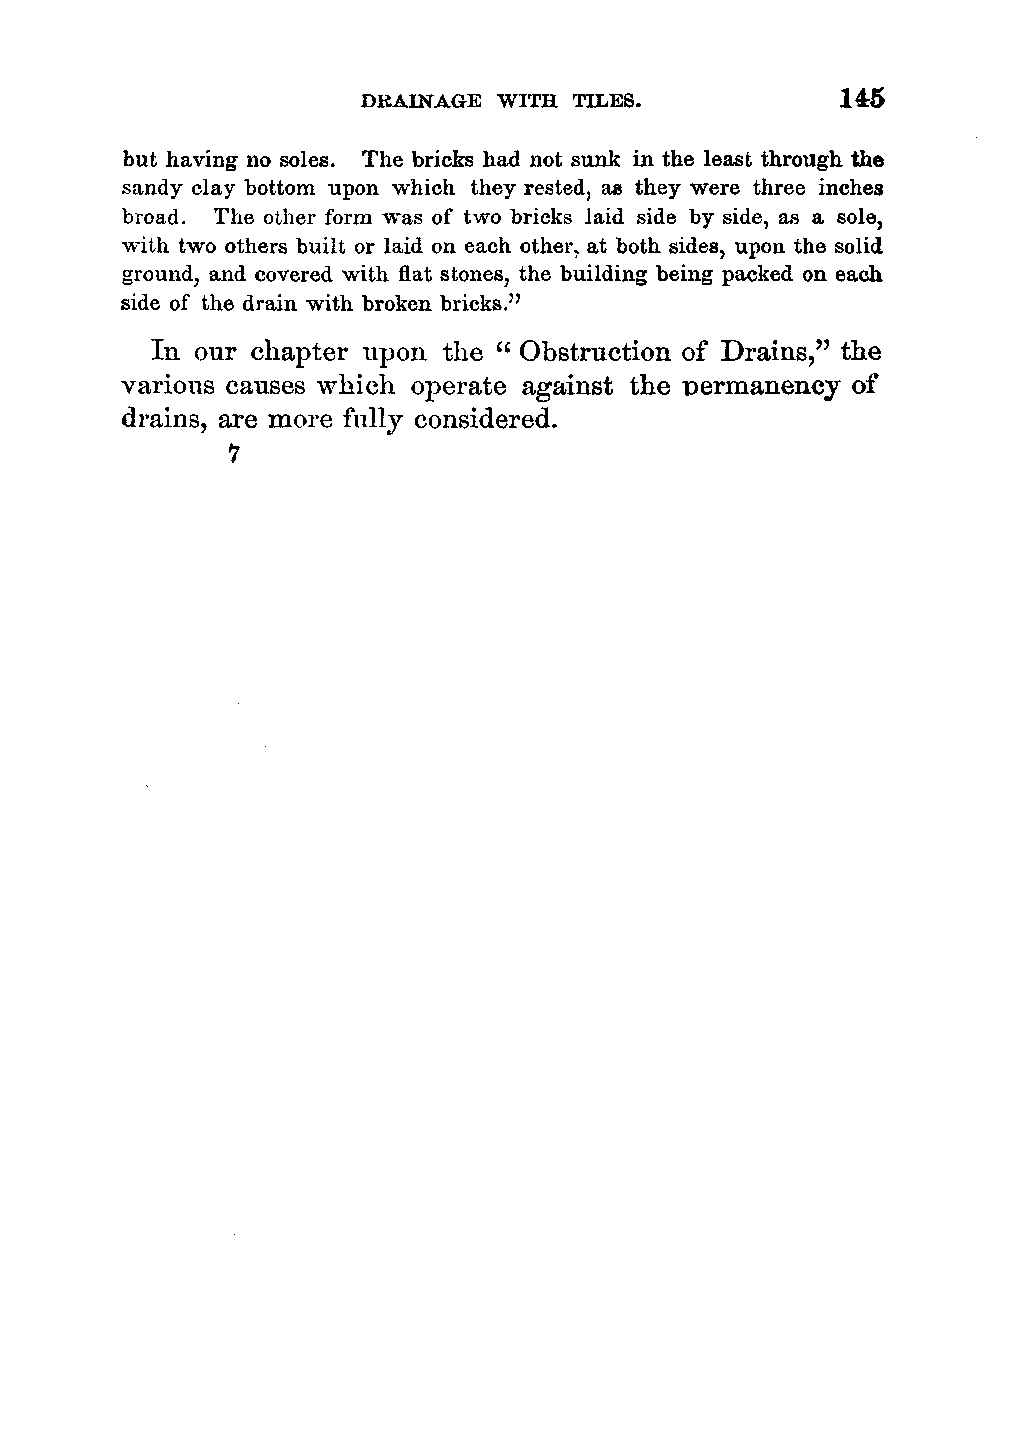 DRAINAGE WITH TILES. 145
but having no soles. The bricks had not sunk in the least through the
sandy clay bottom upon which they rested, as they were three inches
broad. The other form was of two bricks laid side by side, as a sole,
with two others built or laid on each other, at both sides, upon the solid
ground, and covered with flat stones, the building being packed on each
side of the drain with broken bricks."
In our chapter upon the "Obstruction of Drains," the
various causes which operate against the permanency of
drains, are more fully considered.
7